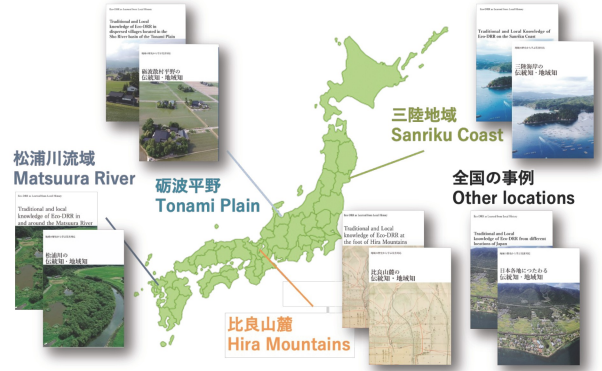 Eco-DRR as Learned from Local History
Traditional and Local
knowledge of Eco-DRR in
dispersed villages located in the
Sho River basin of the Tonami Plain
砺波散村平野の
伝統知・地域知
Traditional and Local Knowledge of
Eco-DRR on the Sanriku Coast
三陸海岸の
伝統知・地域知
三陸地域
Sanriku Coast
松浦川流域
Matsuura River
砺波平野
Tonami Plain
全国の事例
Other locations
Traditional and local
knowledge of Eco-DRR in
and around the Matsuura River
松浦川の
伝統知・地域知
Traditional and local
knowledge of Eco-DRR at
the foot of Hira Mountains
比良山麓の
伝統知・地域知
Traditional and Local
knowledge of Eco-DRR from different
locations of Japan
日本各地につたわる
伝統知・地域知
比良山麓
Hira Mountains